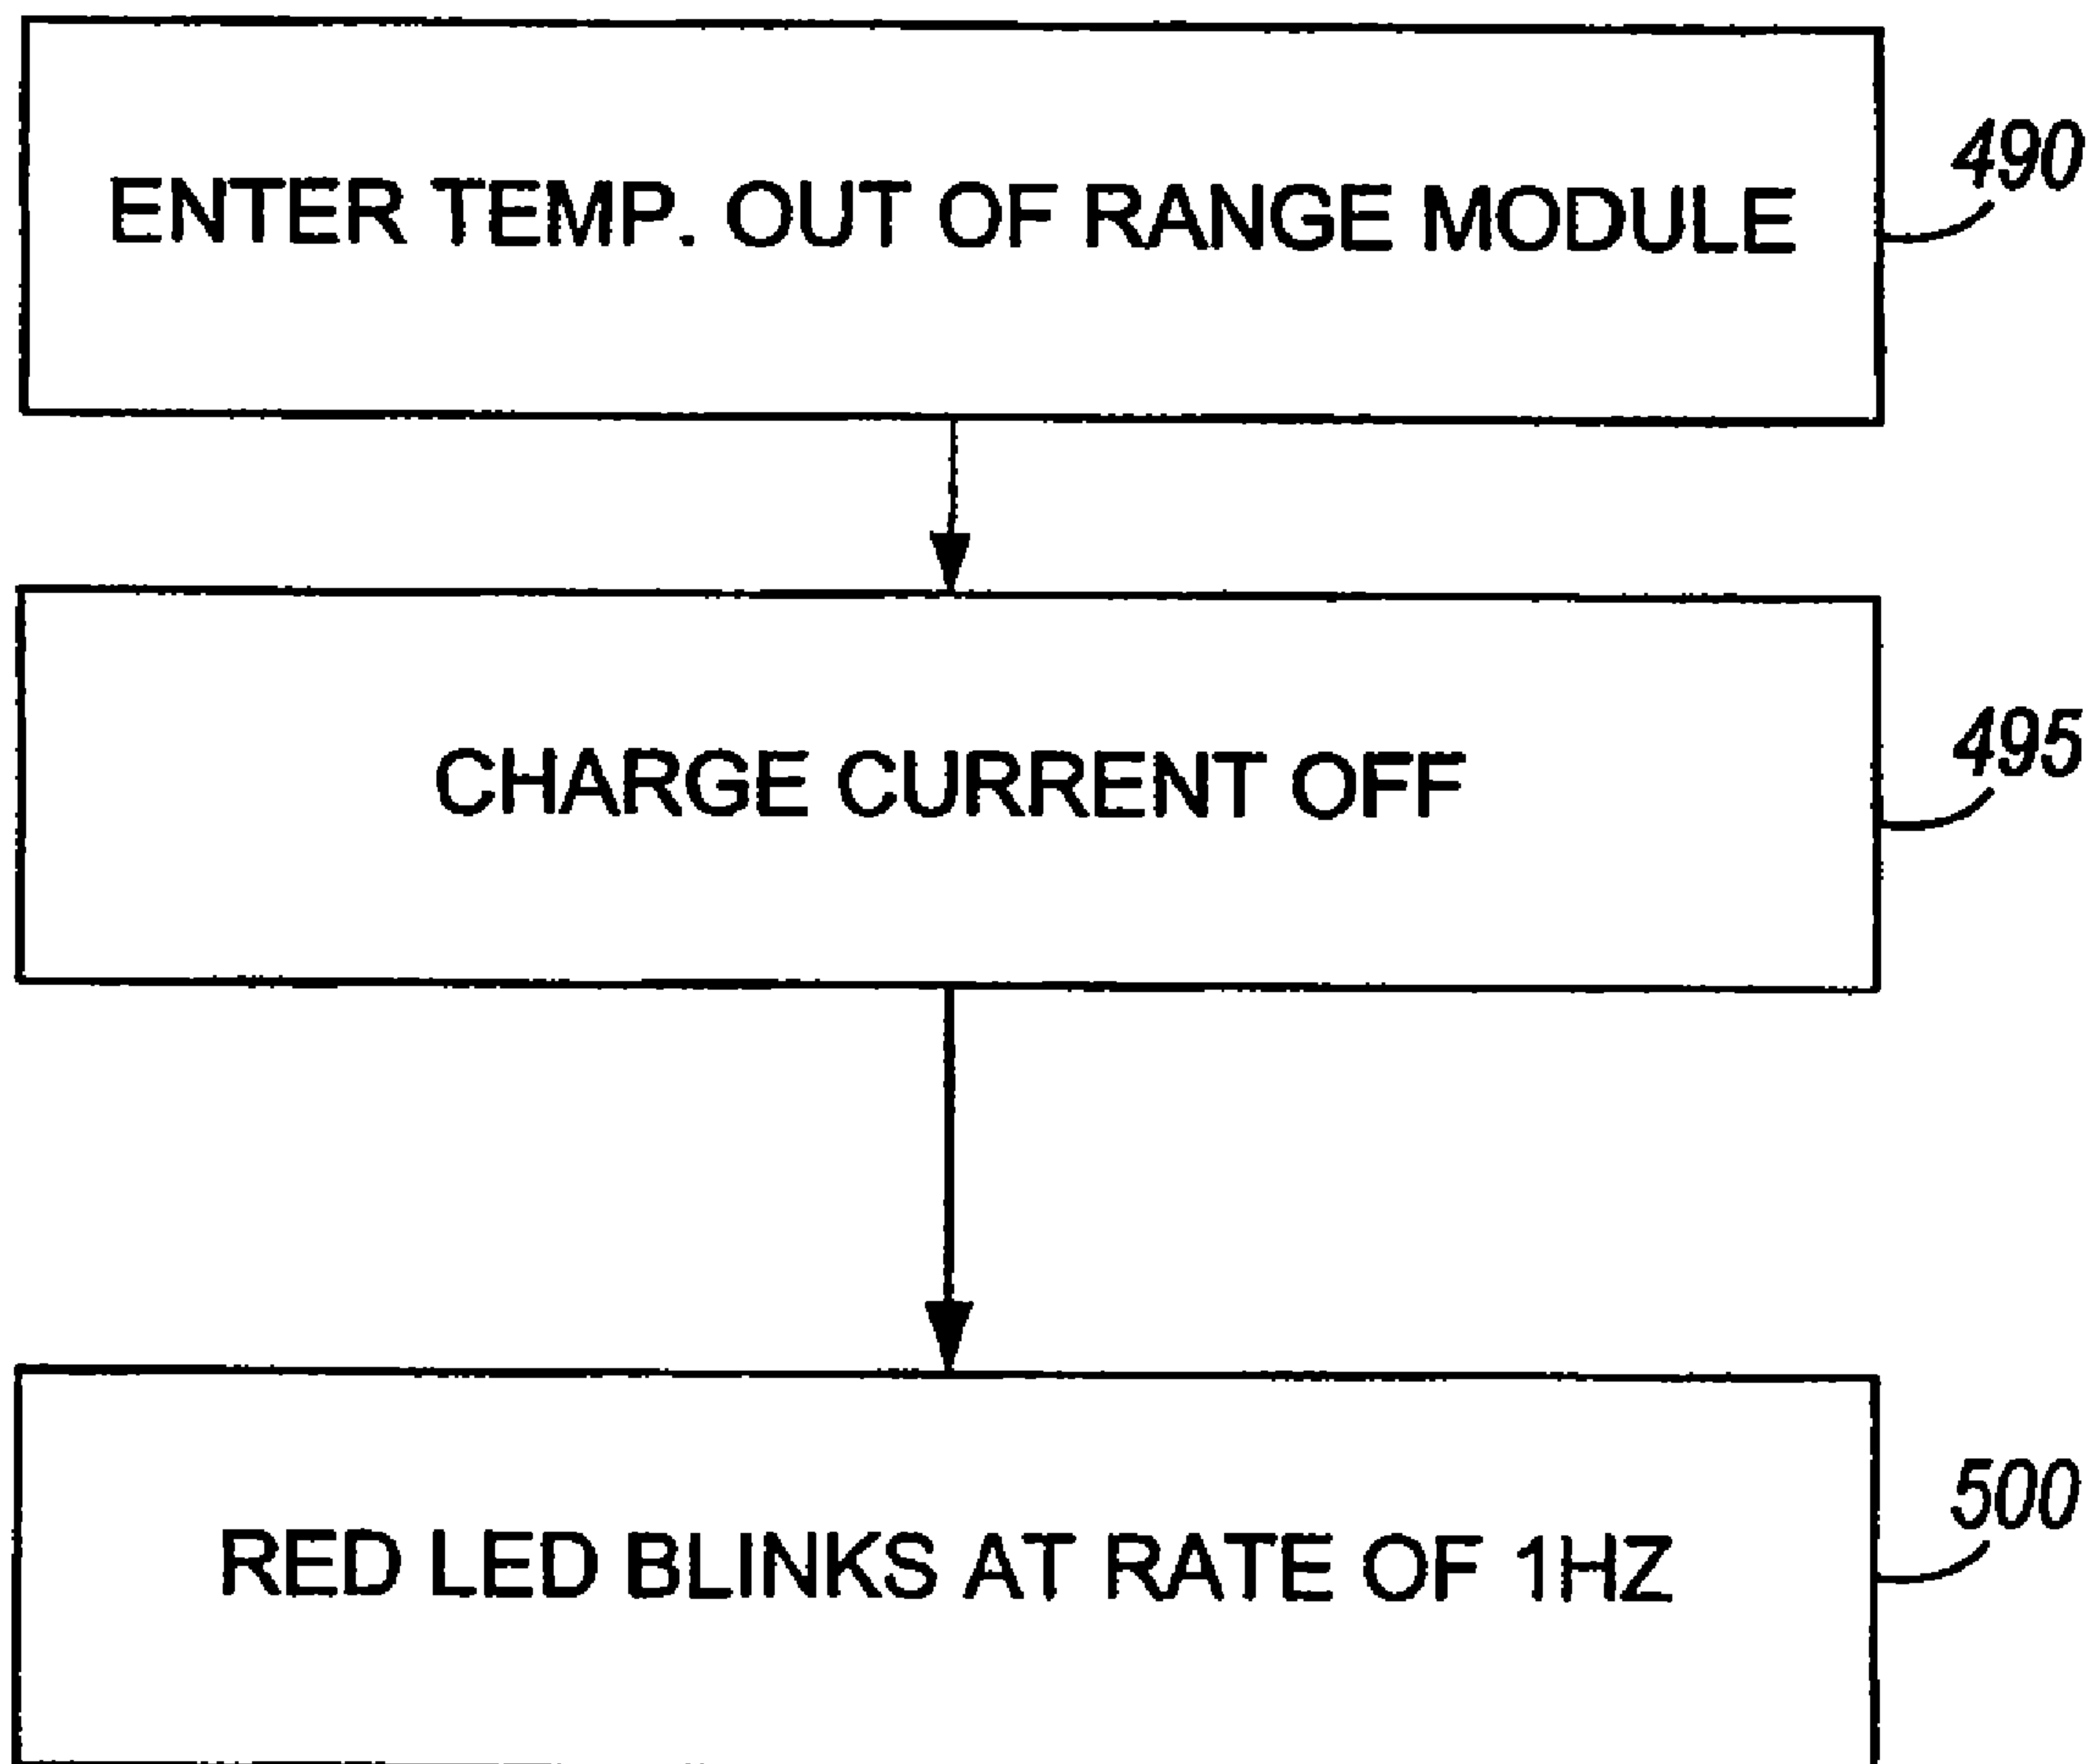 ENTER TEMP. OUT OF RANGE MODULE
490
CHARGE CURRENT OFF
495
RED LED BLINKS AT RATE OF 1HZ
500